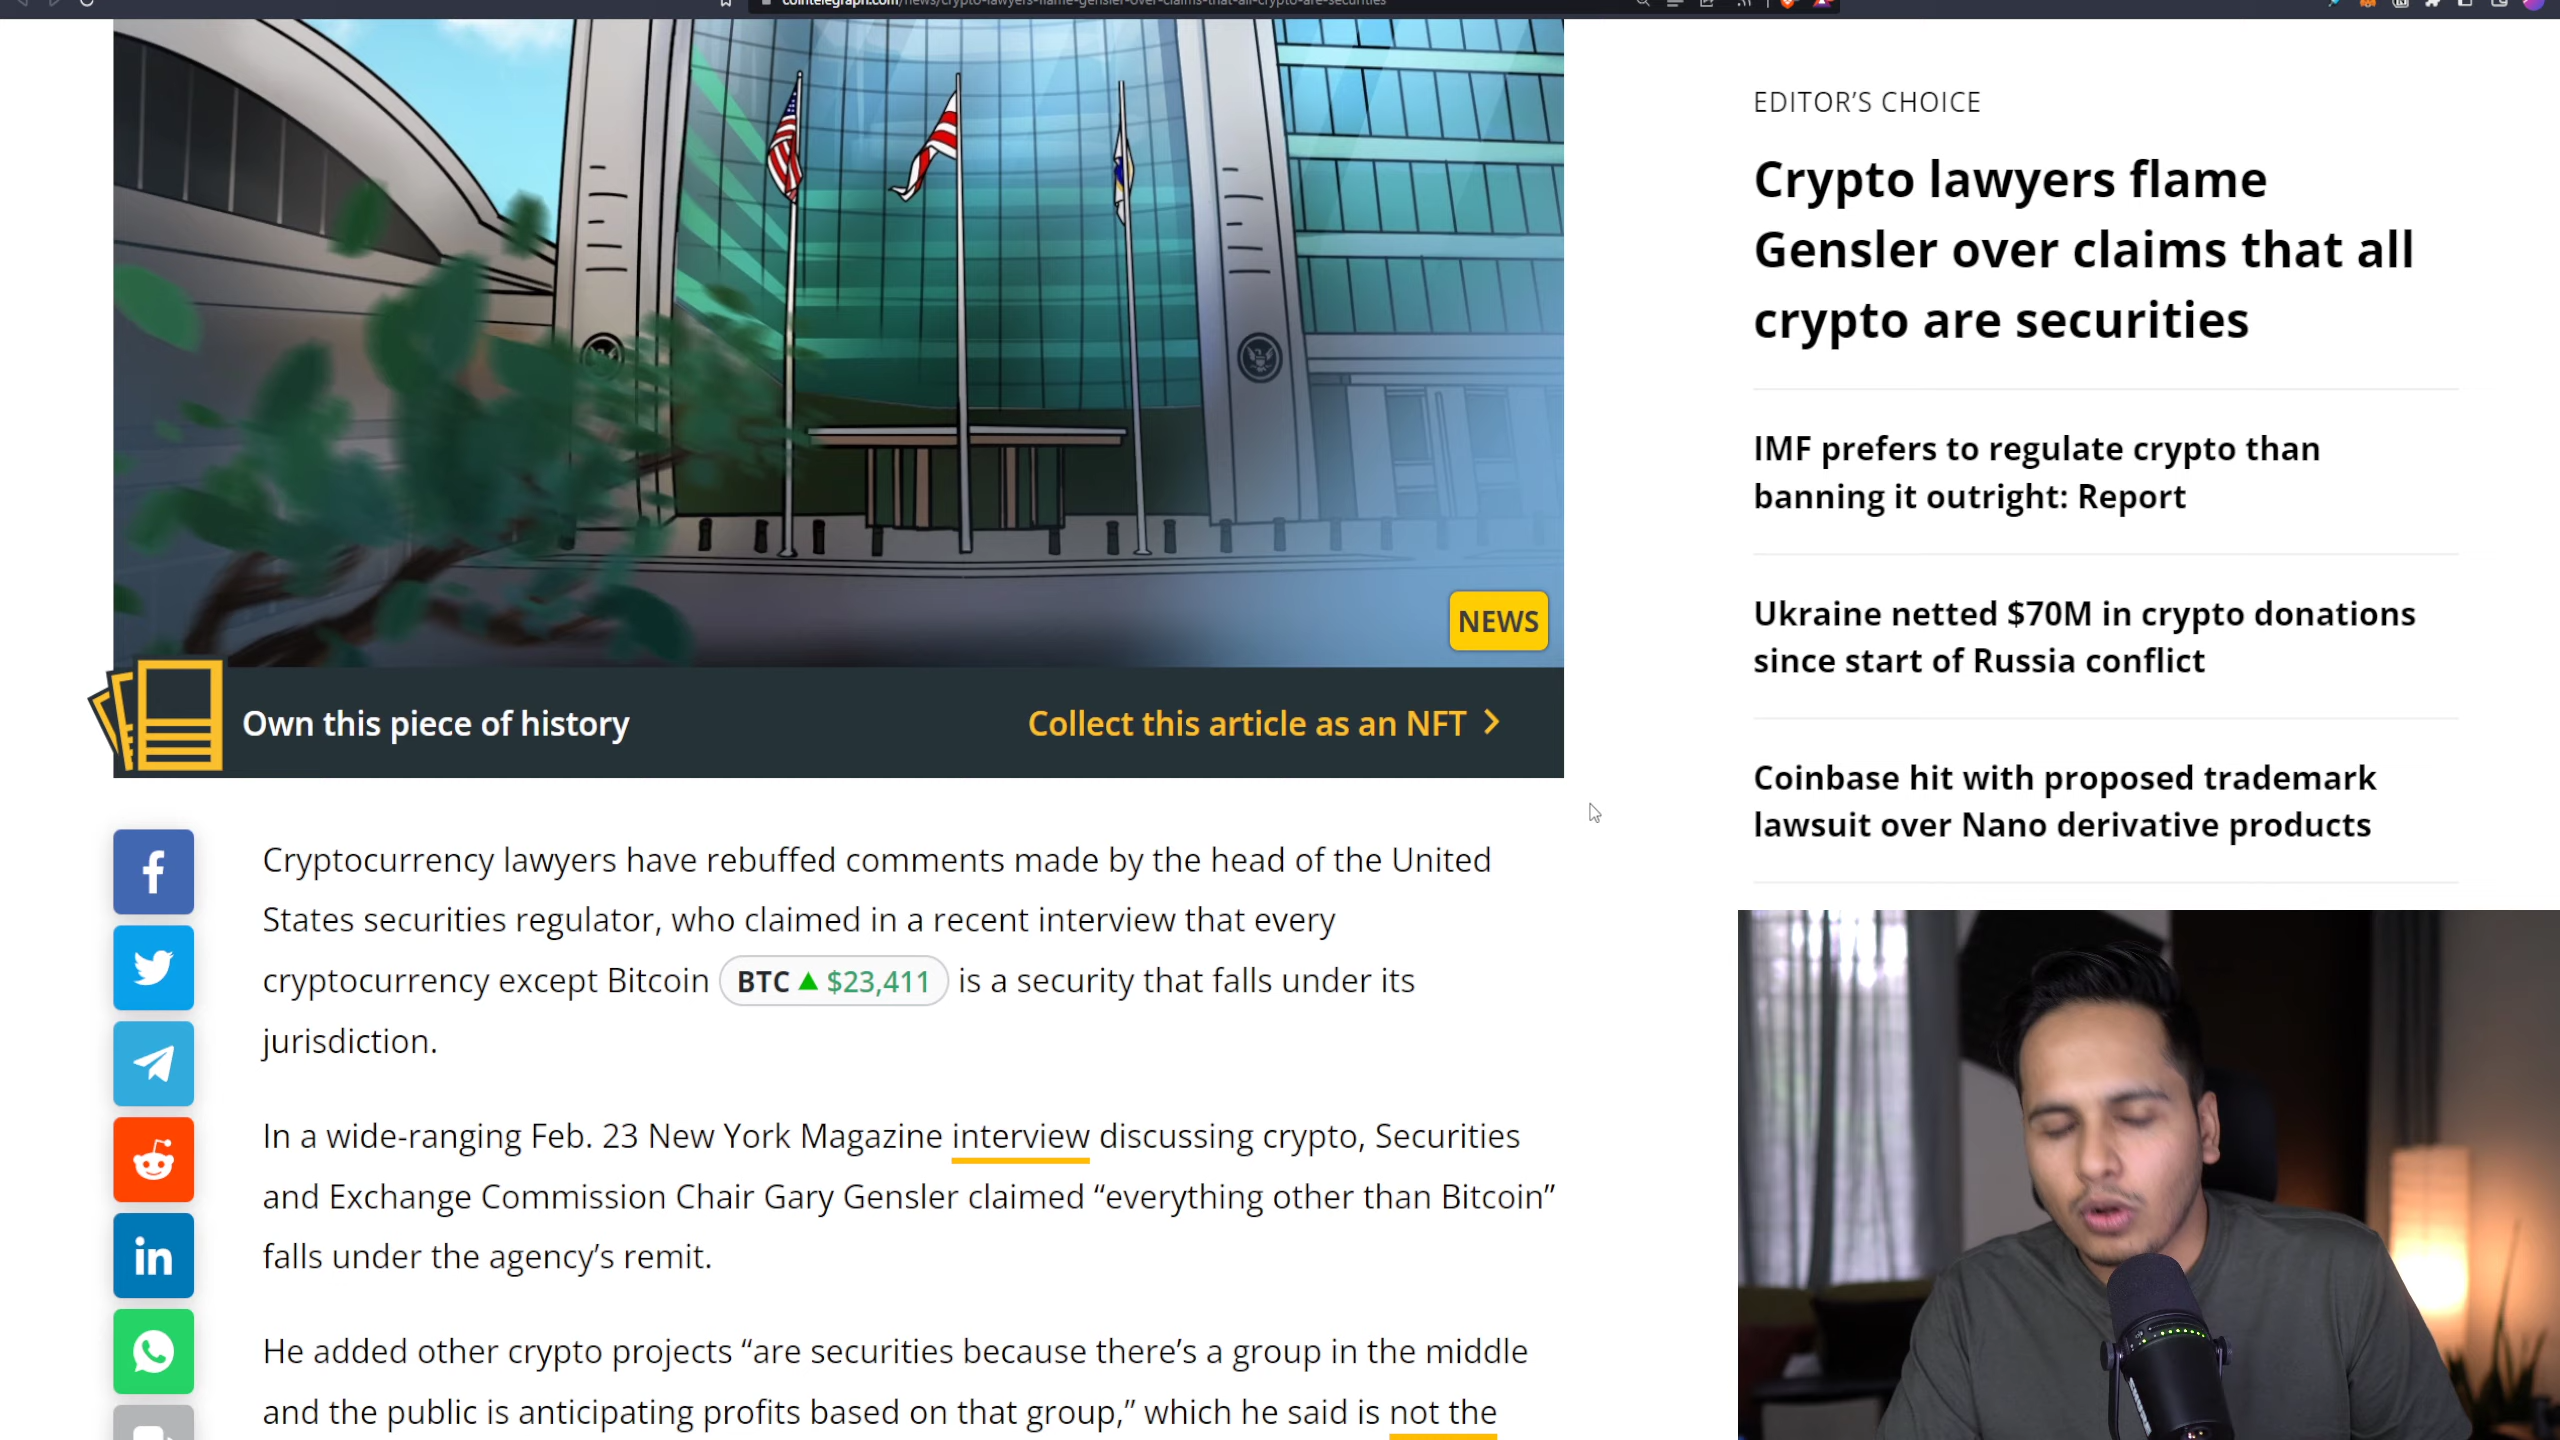 cointelegraph.com/news/crypto-lawyers-flame-gensler-over-claims-that-all-crypto-are-securities
NEWS
Own this piece of history
Collect this article as an NFT
Cryptocurrency lawyers have rebuffed comments made by the head of the United
States securities regulator, who claimed in a recent interview that every
cryptocurrency except Bitcoin BTC ▲ $23,411 is a security that falls under its
jurisdiction.
In a wide-ranging Feb. 23 New York Magazine interview discussing crypto, Securities
and Exchange Commission Chair Gary Gensler claimed “everything other than Bitcoin”
falls under the agency’s remit.
He added other crypto projects “are securities because there’s a group in the middle
and the public is anticipating profits based on that group,” which he said is not the
EDITOR’S CHOICE
Crypto lawyers flame
Gensler over claims that all
crypto are securities
IMF prefers to regulate crypto than
banning it outright: Report
Ukraine netted $70M in crypto donations
since start of Russia conflict
Coinbase hit with proposed trademark
lawsuit over Nano derivative products